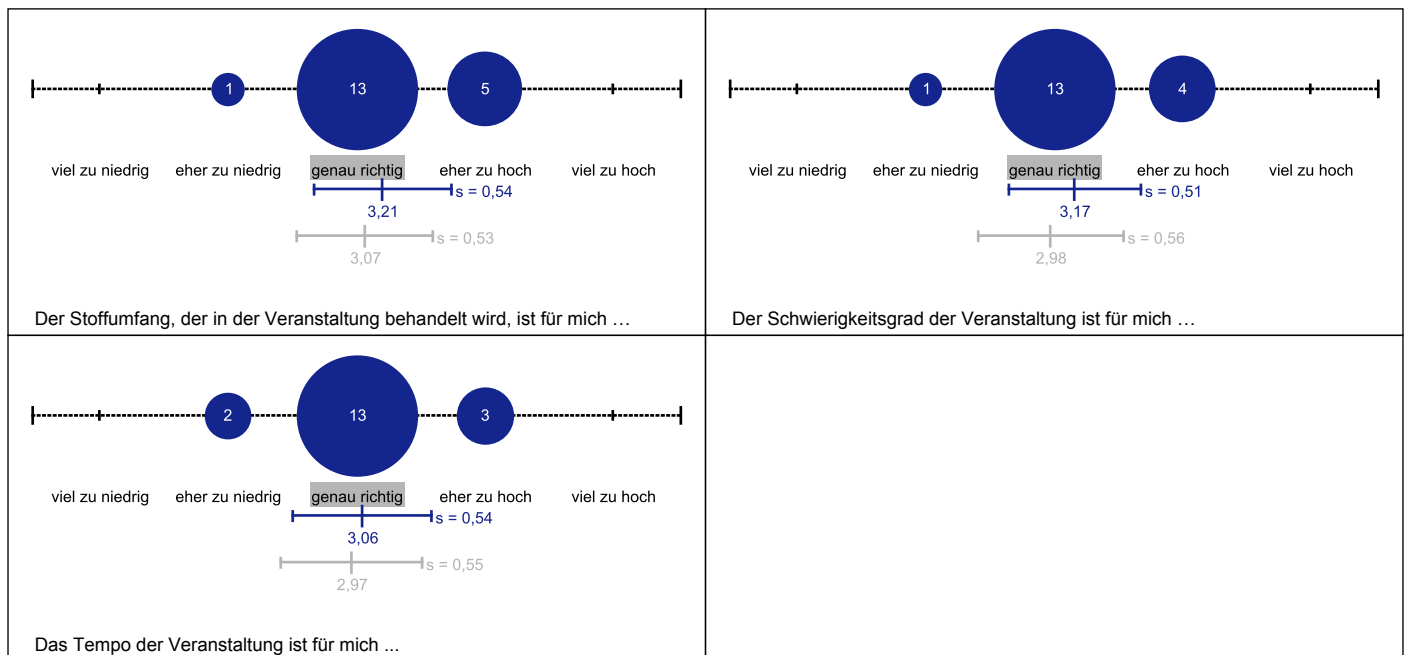 1 13 5
viel zu niedrig eher zu niedrig genau richtig eher zu hoch viel zu hoch
s = 0,54
3,21
s = 0,53
3,07
Der Stoffumfang, der in der Veranstaltung behandelt wird, ist für mich …
1 13 4
viel zu niedrig eher zu niedrig genau richtig eher zu hoch viel zu hoch
s = 0,51
3,17
s = 0,56
2,98
Der Schwierigkeitsgrad der Veranstaltung ist für mich …
2 13 3
viel zu niedrig eher zu niedrig genau richtig eher zu hoch viel zu hoch
s = 0,54
3,06
s = 0,55
2,97
Das Tempo der Veranstaltung ist für mich ...